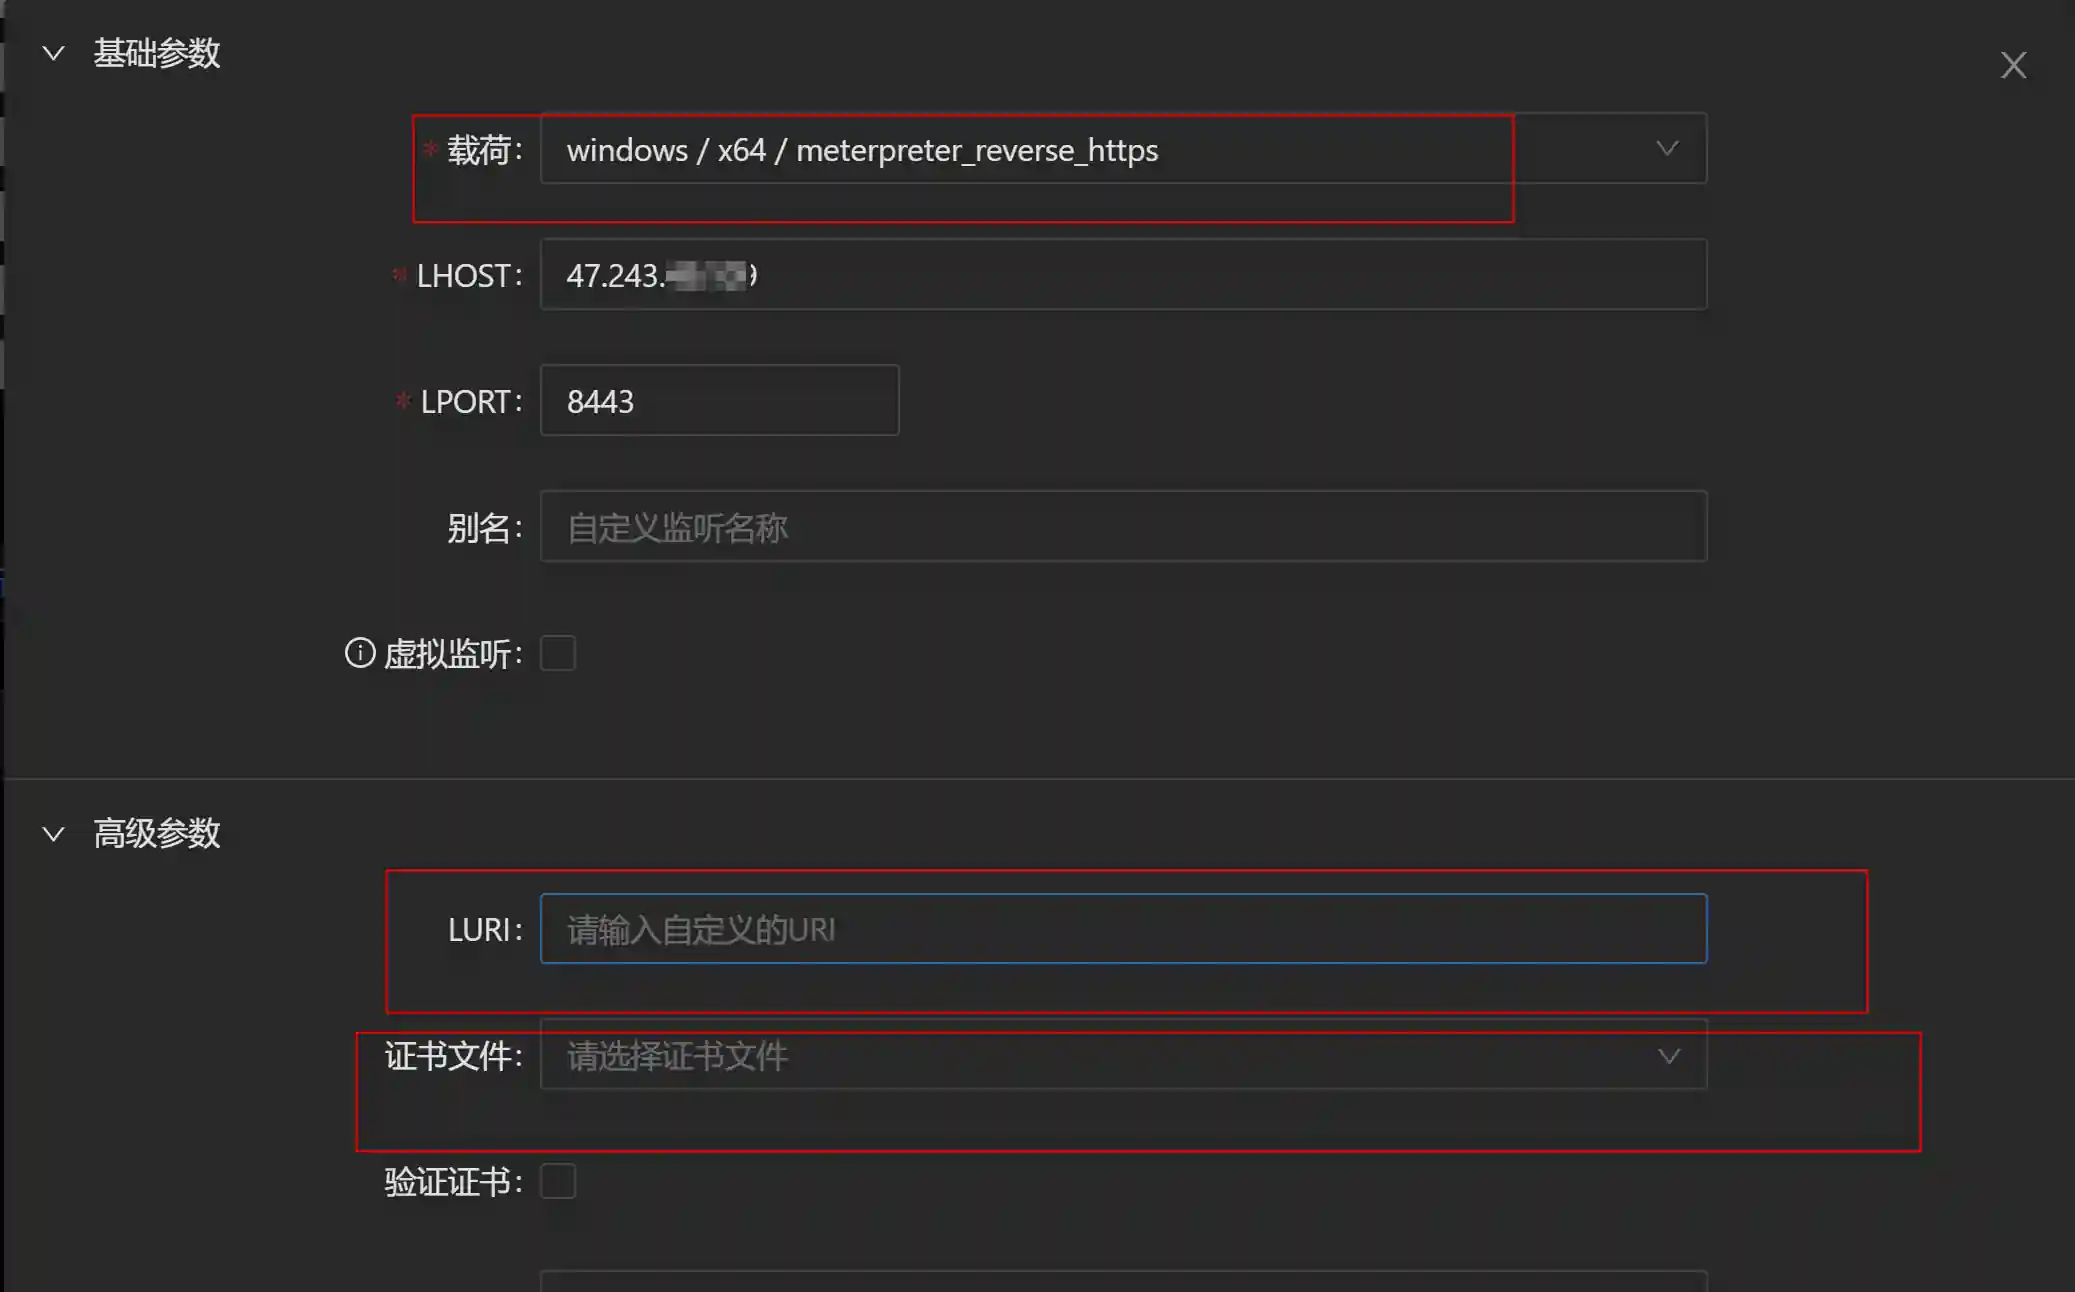 基础参数
* 载荷: windows / x64 / meterpreter_reverse_https
* LHOST: 47.243.
* LPORT: 8443
别名: 自定义监听名称
虚拟监听:
高级参数
LURI: 请输入自定义的URI
证书文件: 请选择证书文件
验证证书: